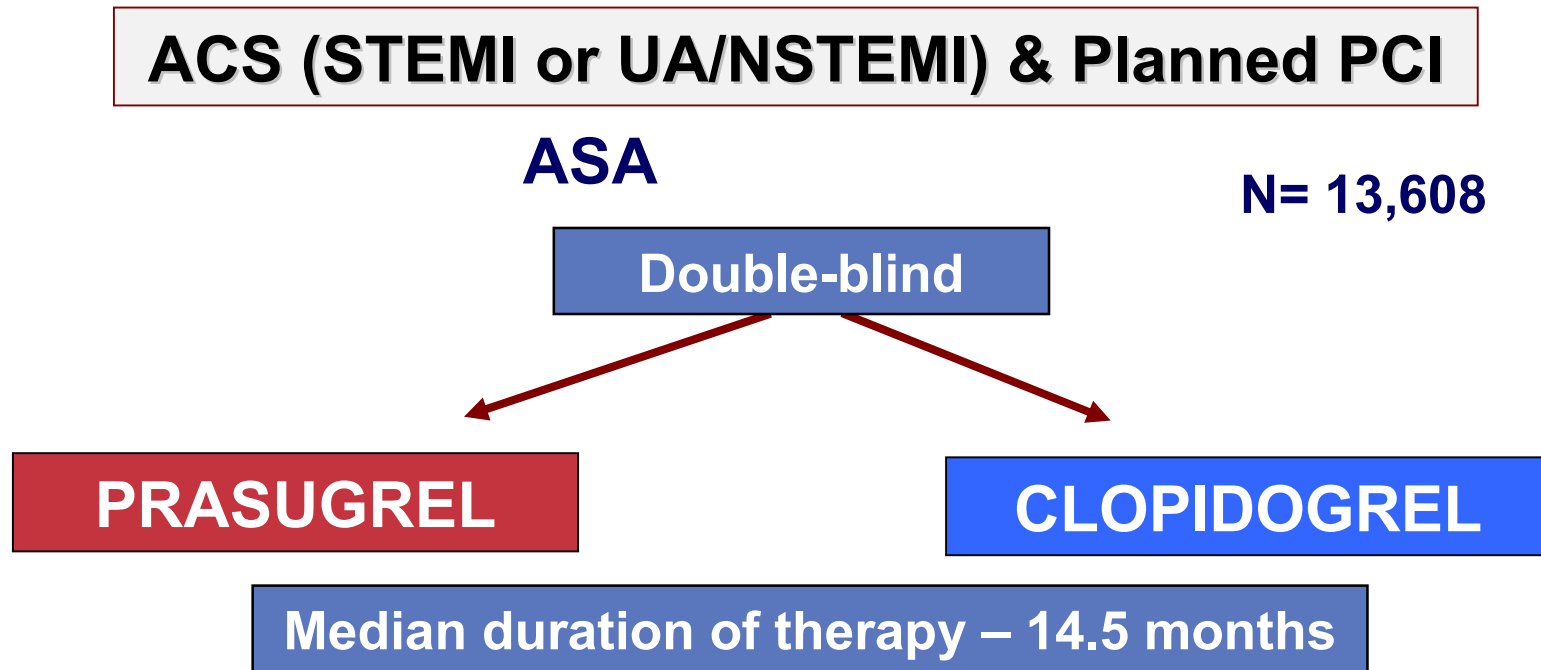 ACS (STEMI or UA/NSTEMI) & Planned PCI
ASA
N= 13,608
Double-blind
PRASUGREL
CLOPIDOGREL
Median duration of therapy – 14.5 months